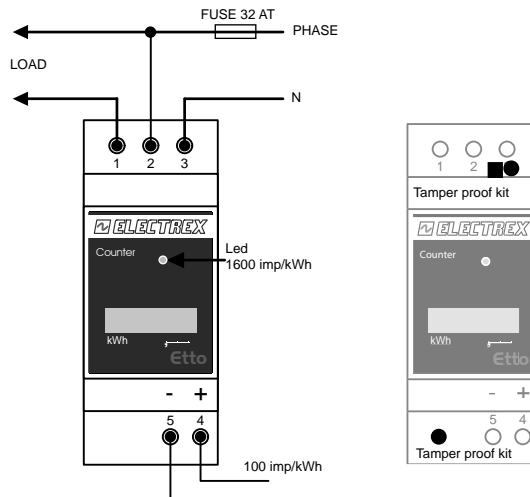 FUSE 32 AT
PHASE
LOAD
N
1 2 3
ELECTREX
Counter
Led
1600 imp/kWh
kWh
Etto
- +
5 4
100 imp/kWh
1 2
Tamper proof kit
ELECTREX
Counter
kWh
Etto
- +
5 4
Tamper proof kit